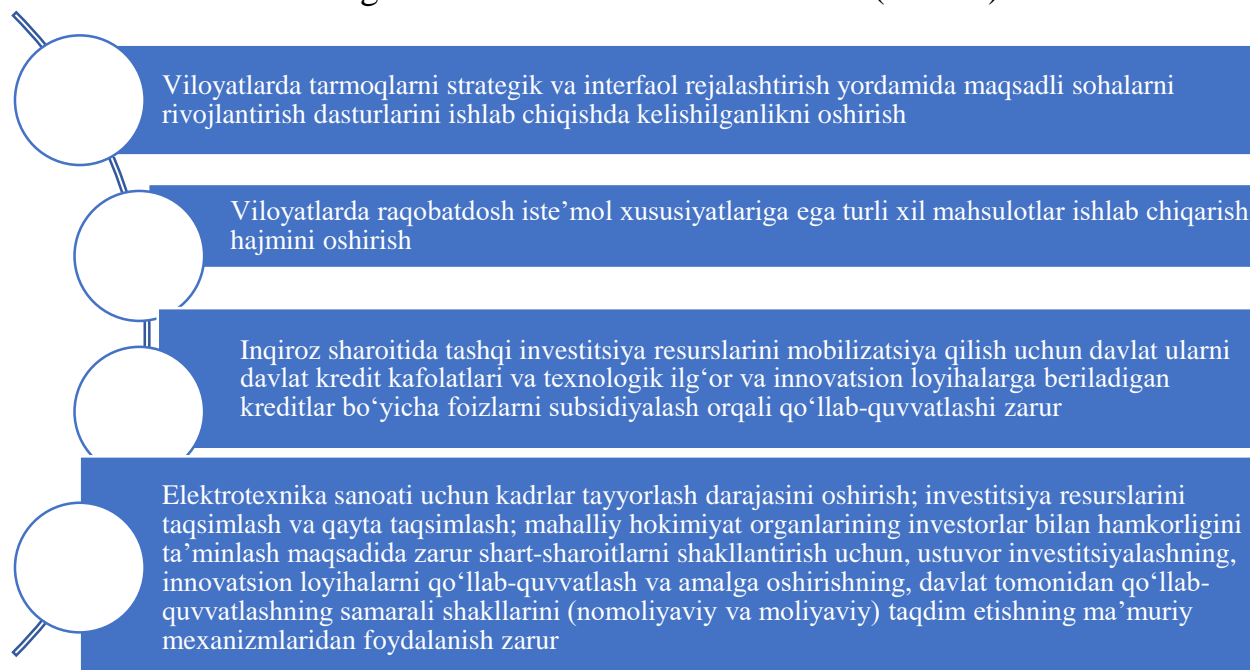 Viloyatlarda tarmoqlarni strategik va interfaol rejalashtirish yordamida maqsadli sohalarni
rivojlantirish dasturlarini ishlab chiqishda kelishilganlikni oshirish
Viloyatlarda raqobatdosh iste’mol xususiyatlariga ega turli xil mahsulotlar ishlab chiqarish
hajmini oshirish
Inqiroz sharoitida tashqi investitsiya resurslarini mobilizatsiya qilish uchun davlat ularni
davlat kredit kafolatlari va texnologik ilg‘or va innovatsion loyihalarga beriladigan
kreditlar bo‘yicha foizlarni subsidiyalash orqali qo‘llab-quvvatlashi zarur
Elektrotexnika sanoati uchun kadrlar tayyorlash darajasini oshirish; investitsiya resurslarini
taqsimlash va qayta taqsimlash; mahalliy hokimiyat organlarining investorlar bilan hamkorligini
ta’minlash maqsadida zarur shart-sharoitlarni shakllantirish uchun, ustuvor investitsiyalashning,
innovatsion loyihalarni qo‘llab-quvvatlash va amalga oshirishning, davlat tomonidan qo‘llab-
quvvatlashning samarali shakllarini (nomoliyaviy va moliyaviy) taqdim etishning ma’muriy
mexanizmlaridan foydalanish zarur